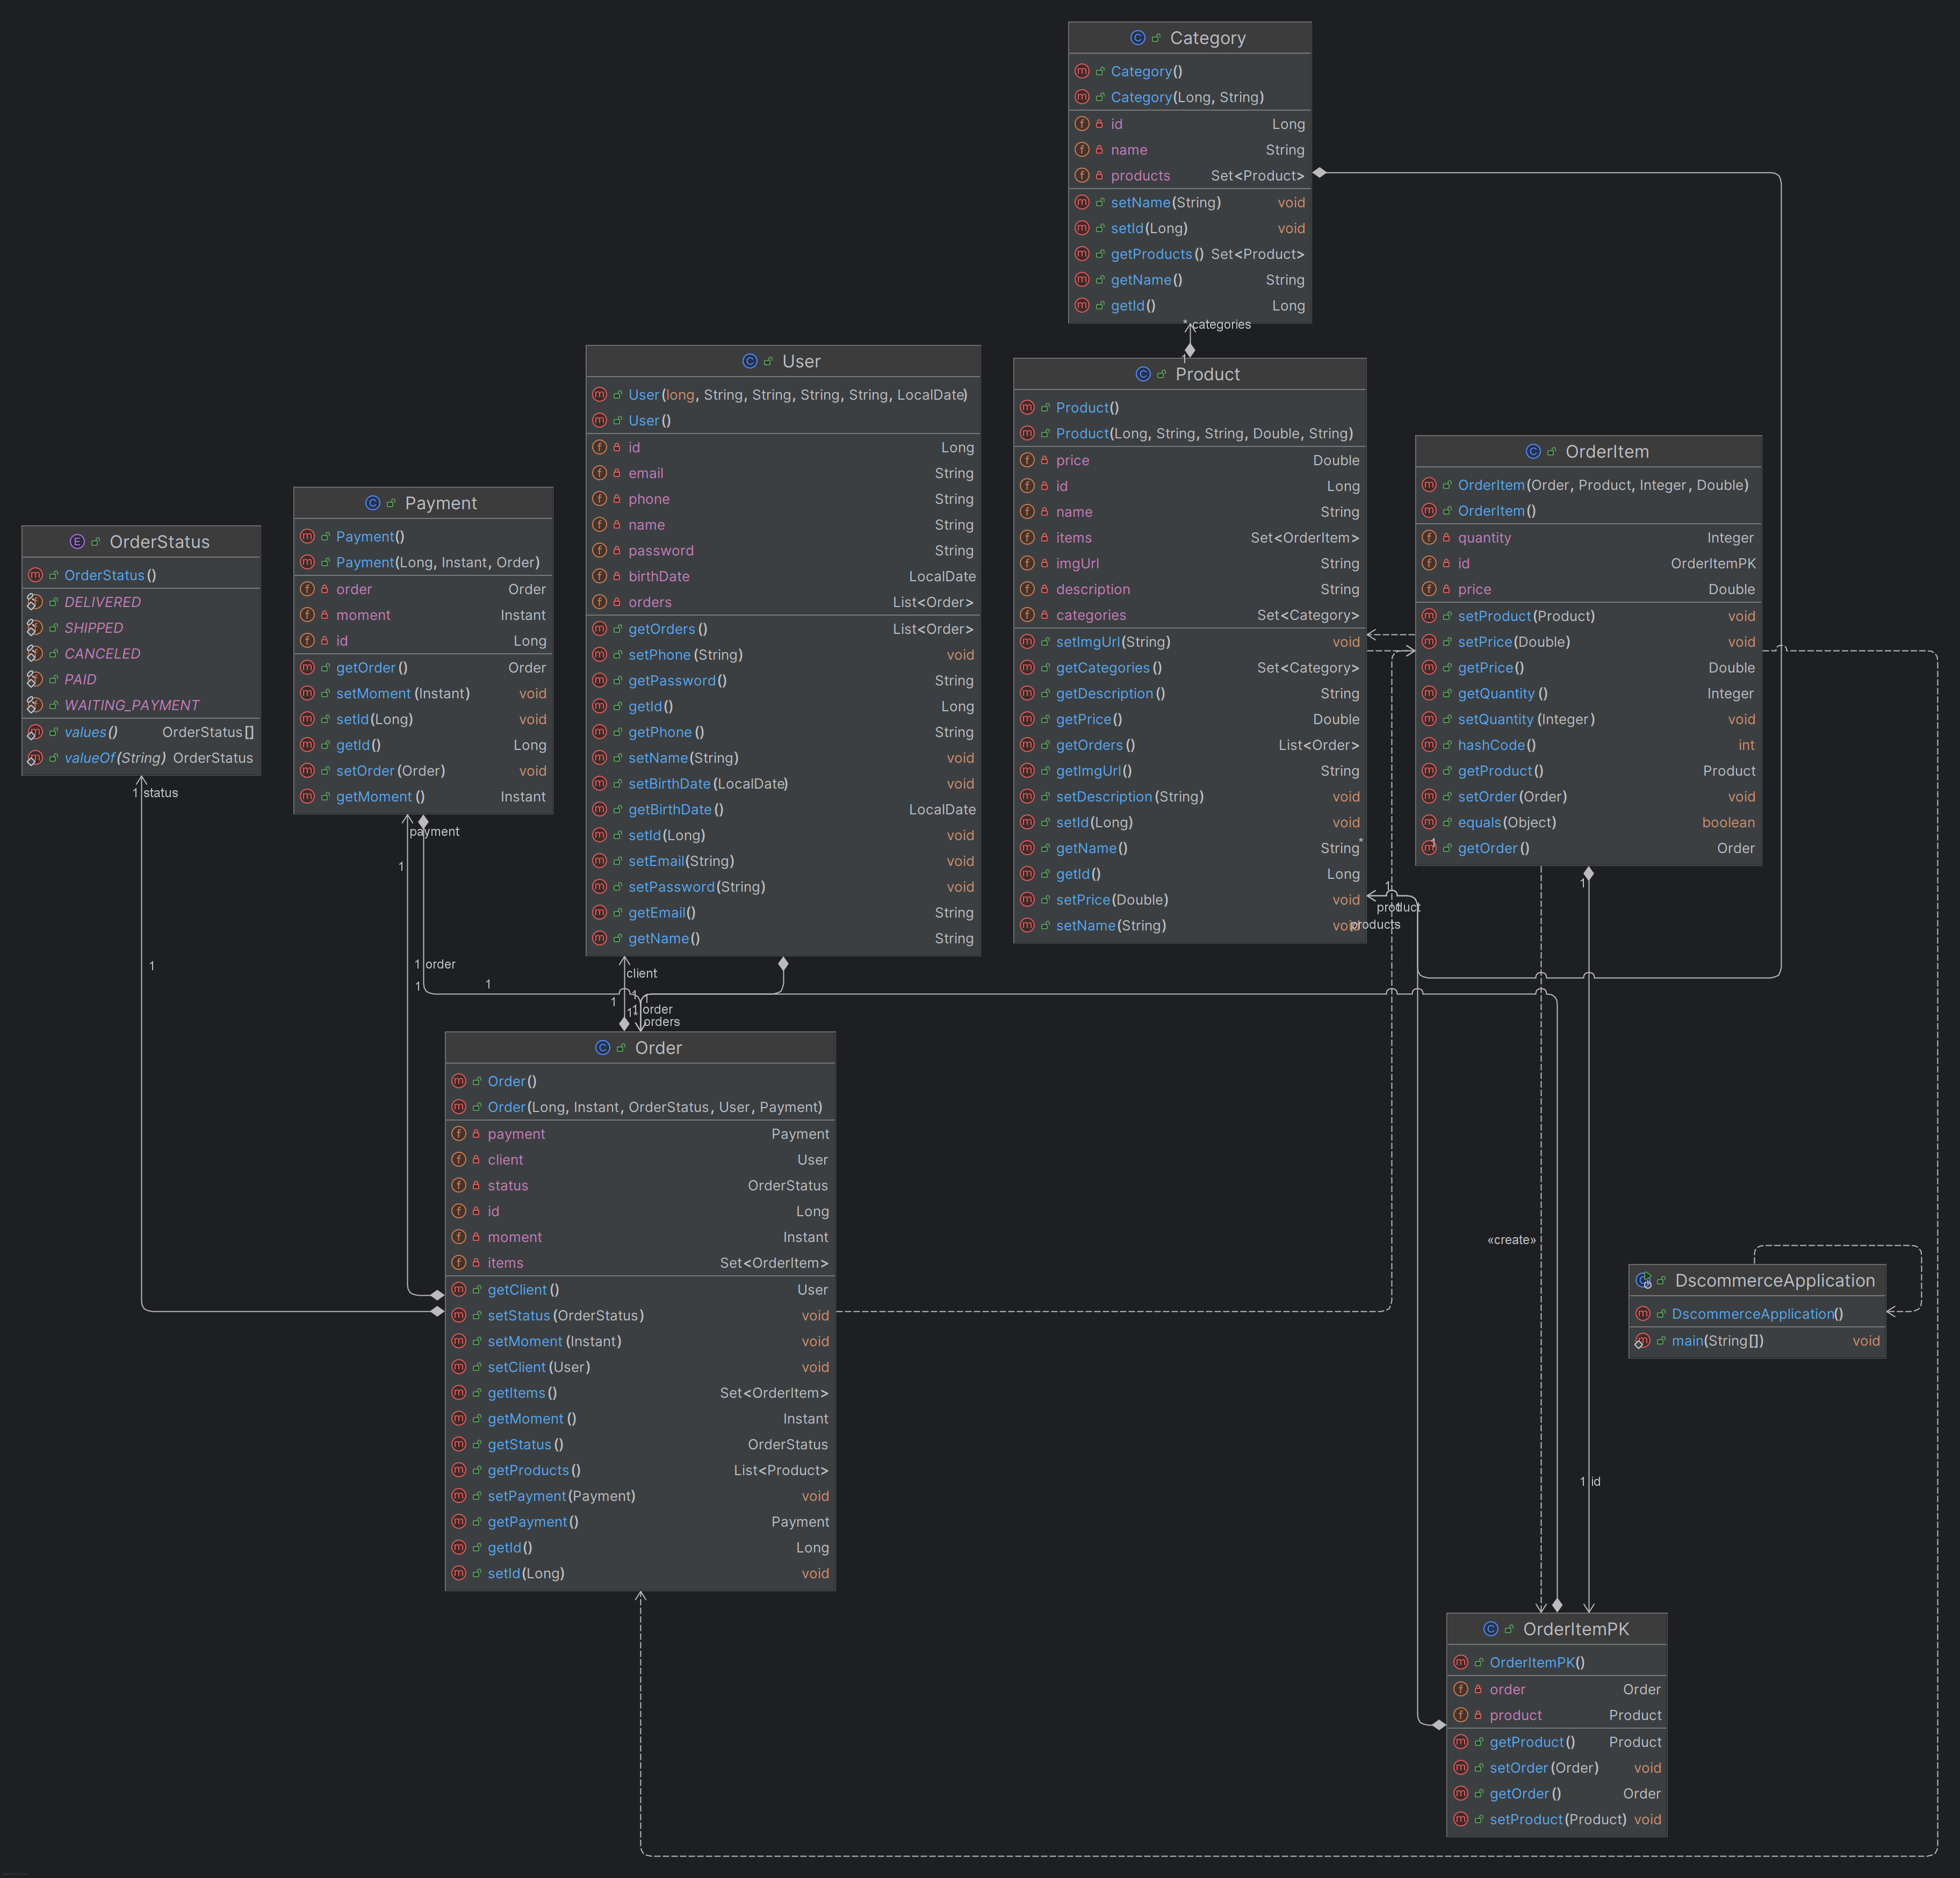 Category
Category()
Category(Long, String)
id Long
name String
products Set<Product>
setName(String) void
setId(Long) void
getProducts() Set<Product>
getName() String
getId() Long
* categories
1
User
User(long, String, String, String, String, LocalDate)
User()
id Long
email String
phone String
name String
password String
birthDate LocalDate
orders List<Order>
getOrders() List<Order>
setPhone(String) void
getPassword() String
getId() Long
getPhone() String
setName(String) void
setBirthDate(LocalDate) void
getBirthDate() LocalDate
setId(Long) void
setEmail(String) void
setPassword(String) void
getEmail() String
getName() String
Product
Product()
Product(Long, String, String, Double, String)
price Double
id Long
name String
items Set<OrderItem>
imgUrl String
description String
categories Set<Category>
setImgUrl(String) void
getCategories() Set<Category>
getDescription() String
getPrice() Double
getOrders() List<Order>
getImgUrl() String
setDescription(String) void
setId(Long) void
getName() String
*
getId() Long
setPrice(Double) void
setName(String) void
1
product
products
OrderItem
OrderItem(Order, Product, Integer, Double)
OrderItem()
quantity Integer
id OrderItemPK
price Double
setProduct(Product) void
setPrice(Double) void
getPrice() Double
getQuantity() Integer
setQuantity(Integer) void
hashCode() int
getProduct() Product
setOrder(Order) void
equals(Object) boolean
getOrder() Order
1
1
Payment
Payment()
Payment(Long, Instant, Order)
order Order
moment Instant
id Long
getOrder() Order
setMoment(Instant) void
setId(Long) void
getId() Long
setOrder(Order) void
getMoment() Instant
payment
1
1 order
1
1
OrderStatus
OrderStatus()
DELIVERED
SHIPPED
CANCELED
PAID
WAITING_PAYMENT
values() OrderStatus[]
valueOf(String) OrderStatus
1 status
1
client
1
1
1
order
orders
Order
Order()
Order(Long, Instant, OrderStatus, User, Payment)
payment Payment
client User
status OrderStatus
id Long
moment Instant
items Set<OrderItem>
getClient() User
setStatus(OrderStatus) void
setMoment(Instant) void
setClient(User) void
getItems() Set<OrderItem>
getMoment() Instant
getStatus() OrderStatus
getProducts() List<Product>
setPayment(Payment) void
getPayment() Payment
getId() Long
setId(Long) void
«create»
1 id
DscommerceApplication
DscommerceApplication()
main(String[]) void
OrderItemPK
OrderItemPK()
order Order
product Product
getProduct() Product
setOrder(Order) void
getOrder() Order
setProduct(Product) void